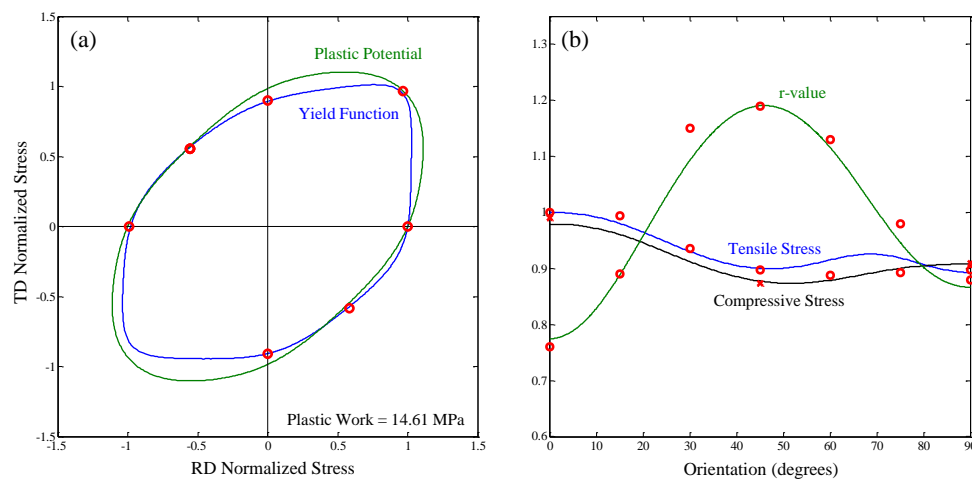 (a)
Plastic Potential
Yield Function
Plastic Work = 14.61 MPa
TD Normalized Stress
1.5
1
0.5
0
-0.5
-1
-1.5
-1.5
-1
-0.5
0
0.5
1
1.5
RD Normalized Stress
(b)
r-value
Tensile Stress
Compressive Stress
1.3
1.2
1.1
1
0.9
0.8
0.7
0.6
0
10
20
30
40
50
60
70
80
90
Orientation (degrees)